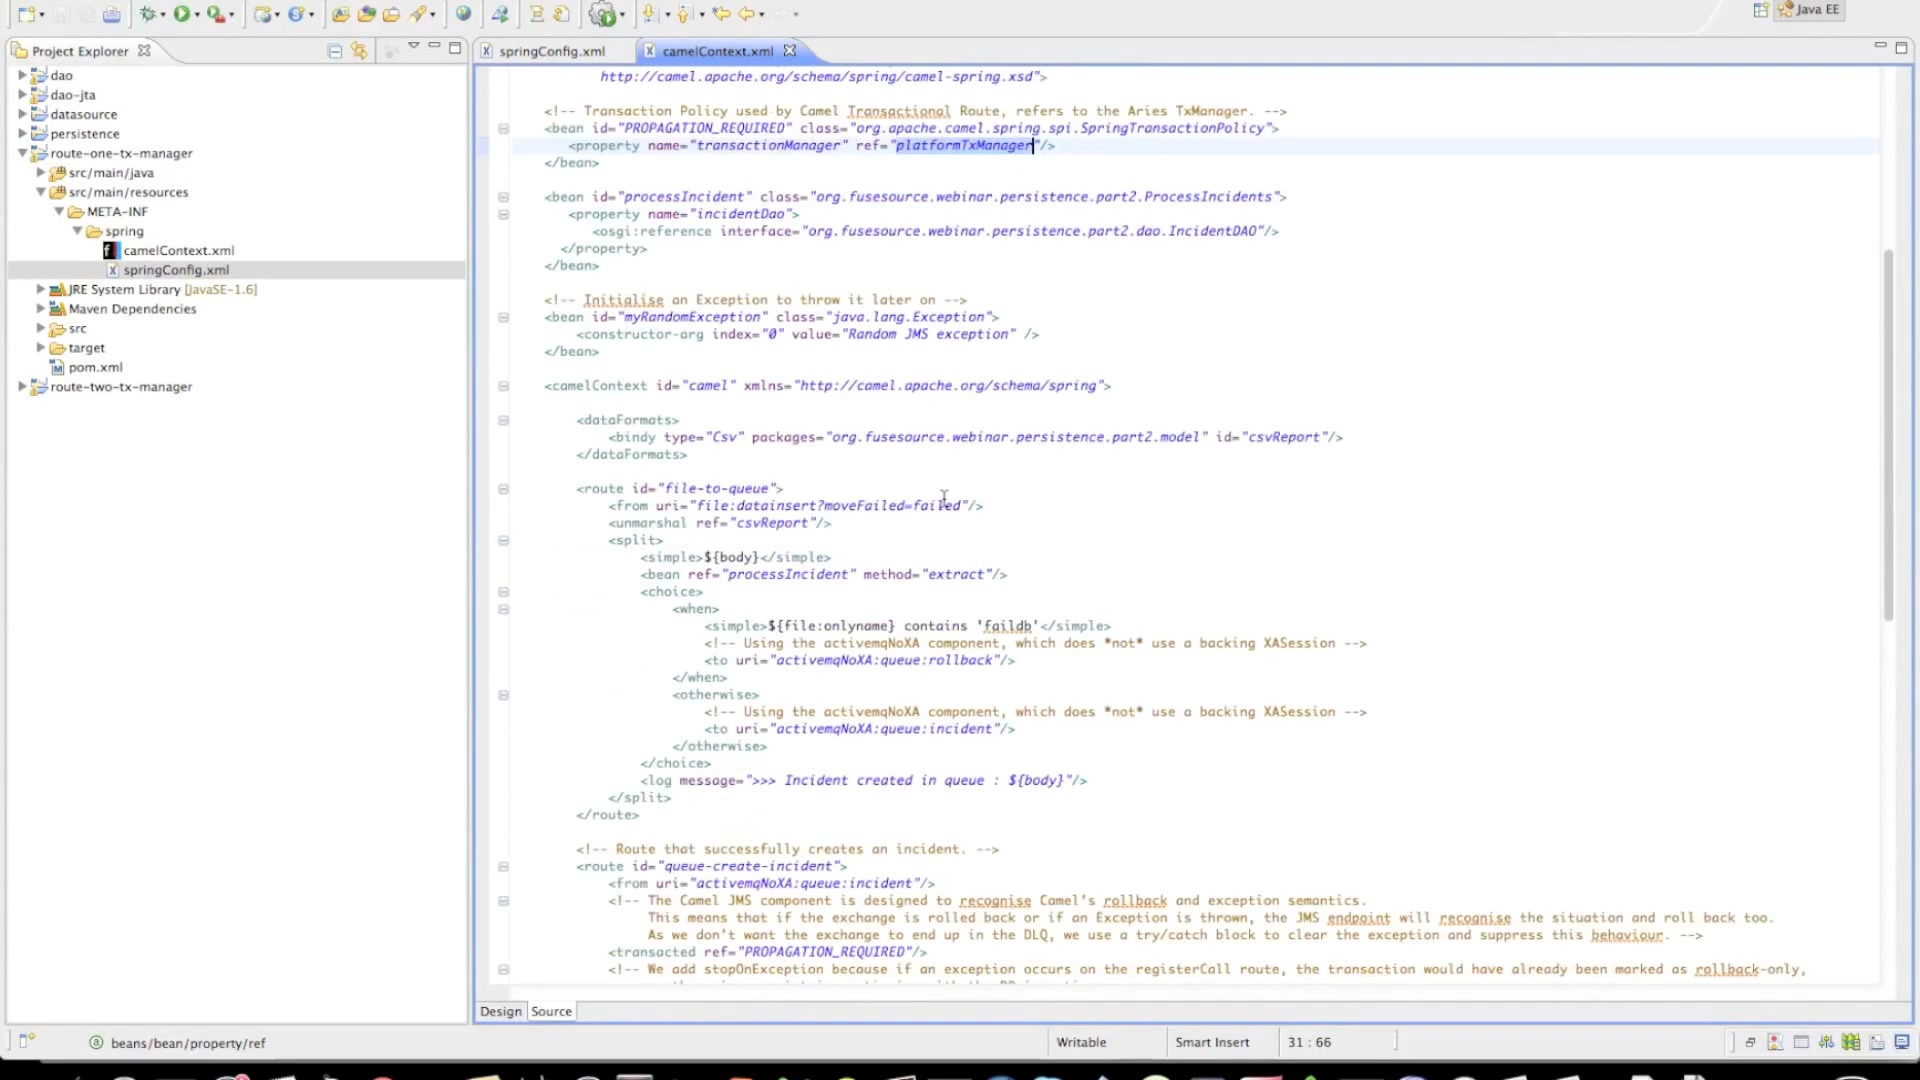 Java EE
Project Explorer
springConfig.xml
camelContext.xml
dao
dao-jta
datasource
persistence
route-one-tx-manager
src/main/java
src/main/resources
META-INF
spring
camelContext.xml
springConfig.xml
JRE System Library [JavaSE-1.6]
Maven Dependencies
src
target
pom.xml
route-two-tx-manager
http://camel.apache.org/schema/spring/camel-spring.xsd">
<!-- Transaction Policy used by Camel Transactional Route, refers to the Aries TxManager. -->
<bean id="PROPAGATION_REQUIRED" class="org.apache.camel.spring.spi.SpringTransactionPolicy">
<property name="transactionManager" ref="platformTxManager"/>
</bean>
<bean id="processIncident" class="org.fusesource.webinar.persistence.part2.ProcessIncidents">
<property name="incidentDao">
<osgi:reference interface="org.fusesource.webinar.persistence.part2.dao.IncidentDAO"/>
</property>
</bean>
<!-- Initialise an Exception to throw it later on -->
<bean id="myRandomException" class="java.lang.Exception">
<constructor-arg index="0" value="Random JMS exception" />
</bean>
<camelContext id="camel" xmlns="http://camel.apache.org/schema/spring">
<dataFormats>
<bindy type="Csv" packages="org.fusesource.webinar.persistence.part2.model" id="csvReport"/>
</dataFormats>
<route id="file-to-queue">
<from uri="file:datainsert?moveFailed=failed"/>
<unmarshal ref="csvReport"/>
<split>
<simple>${body}</simple>
<bean ref="processIncident" method="extract"/>
<choice>
<when>
<simple>${file:onlyname} contains 'faildb'</simple>
<!-- Using the activemqNoXA component, which does *not* use a backing XASession -->
<to uri="activemqNoXA:queue:rollback"/>
</when>
<otherwise>
<!-- Using the activemqNoXA component, which does *not* use a backing XASession -->
<to uri="activemqNoXA:queue:incident"/>
</otherwise>
</choice>
<log message=">>> Incident created in queue : ${body}"/>
</split>
</route>
<!-- Route that successfully creates an incident. -->
<route id="queue-create-incident">
<from uri="activemqNoXA:queue:incident"/>
<!-- The Camel JMS component is designed to recognise Camel's rollback and exception semantics.
This means that if the exchange is rolled back or if an Exception is thrown, the JMS endpoint will recognise the situation and roll back too.
As we don't want the exchange to end up in the DLQ, we use a try/catch block to clear the exception and suppress this behaviour. -->
<transacted ref="PROPAGATION_REQUIRED"/>
<!-- We add stopOnException because if an exception occurs on the registerCall route, the transaction would have already been marked as rollback-only,
Design
Source
beans/bean/property/ref
Writable
Smart Insert
31 : 66